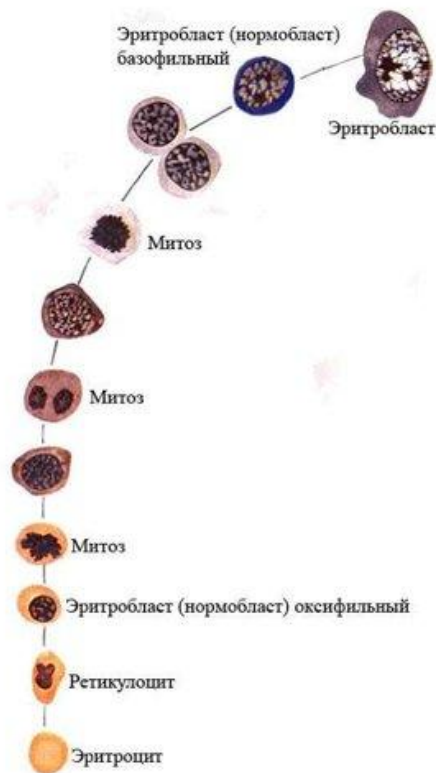 Эритробласт (нормобласт)
базофильный
Эритробласт
Митоз
Митоз
Митоз
Эритробласт (нормобласт) оксифильный
Ретикулоцит
Эритроцит